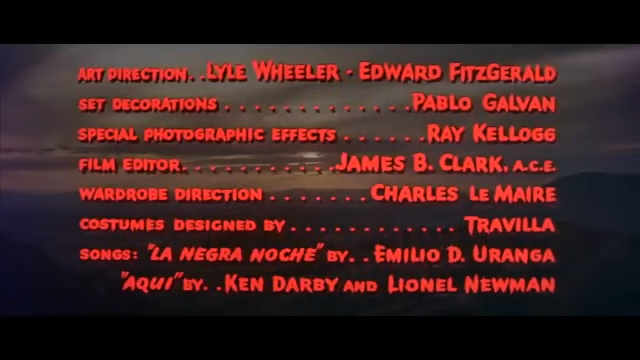 ART DIRECTION. .LYLE WHEELER - EDWARD FITZGERALD
SET DECORATIONS . . . . . . . . . . . . .PABLO GALVAN
SPECIAL PHOTOGRAPHIC EFFECTS . . . . . .RAY KELLOGG
FILM EDITOR. . . . . . . . . . . .JAMES B. CLARK, A.C.E.
WARDROBE DIRECTION . . . . . . . CHARLES LE MAIRE
COSTUMES DESIGNED BY . . . . . . . . . . . . TRAVILLA
SONGS: "LA NEGRA NOCHE" BY. . EMILIO D. URANGA
"AQUI" BY. . KEN DARBY AND LIONEL NEWMAN